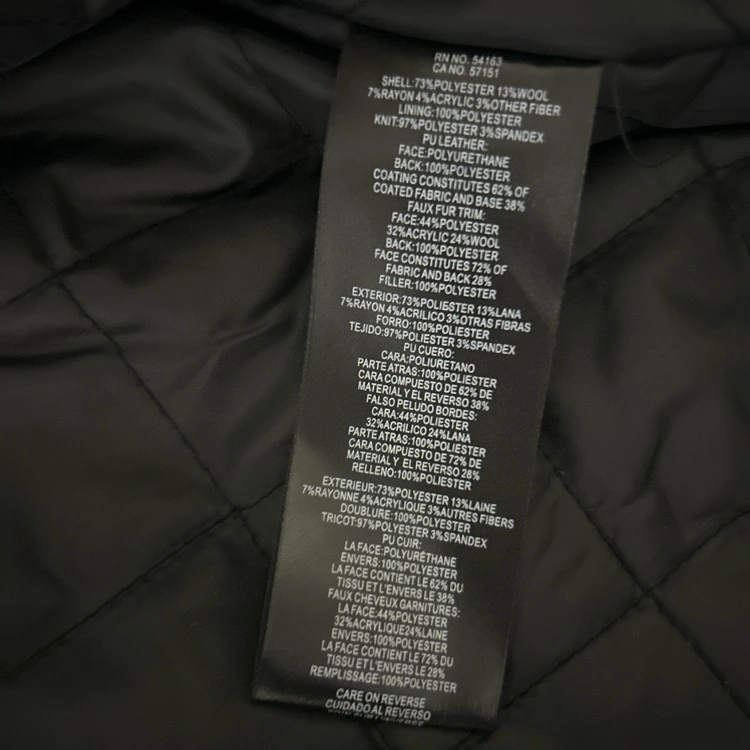 RN NO. 54163
CA NO. 57151
SHELL:73%POLYESTER 13%WOOL
7%RAYON 4%ACRYLIC 3%OTHER FIBER
LINING:100%POLYESTER
KNIT:97%POLYESTER 3%SPANDEX
PU LEATHER:
FACE:POLYURETHANE
BACK:100%POLYESTER
COATING CONSTITUTES 62% OF
COATED FABRIC AND BASE 38%
FAUX FUR TRIM:
FACE:44%POLYESTER
32%ACRYLIC 24%WOOL
BACK:100%POLYESTER
FACE CONSTITUTES 72% OF
FABRIC AND BACK 28%
FILLER:100%POLYESTER
EXTERIOR:73%POLIESTER 13%LANA
7%RAYON 4%ACRILICO 3%OTRAS FIBRAS
FORRO:100%POLIESTER
TEJIDO:97%POLIESTER 3%SPANDEX
PU CUERO:
CARA:POLIURETANO
PARTE ATRAS:100%POLIESTER
CARA COMPUESTO DE 62% DE
MATERIAL Y EL REVERSO 38%
FALSO PELUDO BORDES:
CARA:44%POLIESTER
32%ACRILICO 24%LANA
PARTE ATRAS:100%POLIESTER
CARA COMPUESTO DE 72% DE
MATERIAL Y EL REVERSO 28%
RELLENO:100%POLIESTER
EXTERIEUR:73%POLYESTER 13%LAINE
7%RAYONNE 4%ACRYLIQUE 3%AUTRES FIBERS
DOUBLURE:100%POLYESTER
TRICOT:97%POLYESTER 3%SPANDEX
PU CUIR:
LA FACE:POLYURÉTHANE
ENVERS:100%POLYESTER
LA FACE CONTIENT LE 62% DU
TISSU ET L'ENVERS LE 38%
FAUX CHEVEUX GARNITURES:
LA FACE:44%POLYESTER
32%ACRYLIQUE24%LAINE
ENVERS:100%POLYESTER
LA FACE CONTIENT LE 72% DU
TISSU ET L'ENVERS LE 28%
REMPLISSAGE:100%POLYESTER
CARE ON REVERSE
CUIDADO AL REVERSO